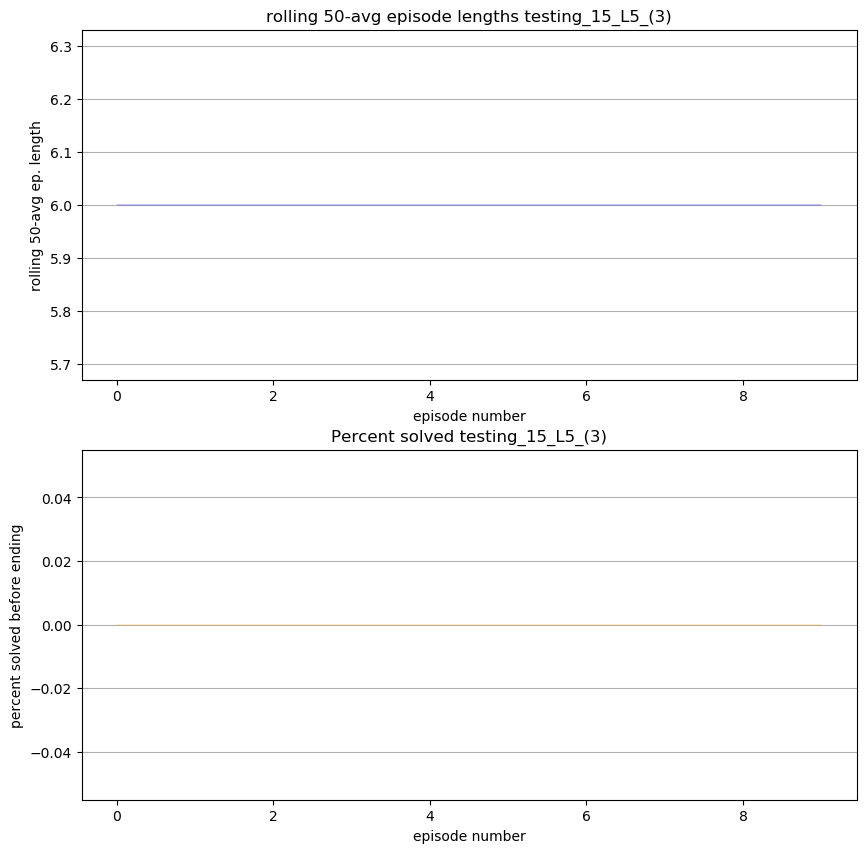 rolling 50-avg episode lengths testing_15_L5_(3)
rolling 50-avg ep. length
6.3
6.2
6.1
6.0
5.9
5.8
5.7
0 2 4 6 8
episode number
Percent solved testing_15_L5_(3)
percent solved before ending
0.04
0.02
0.00
−0.02
−0.04
0 2 4 6 8
episode number